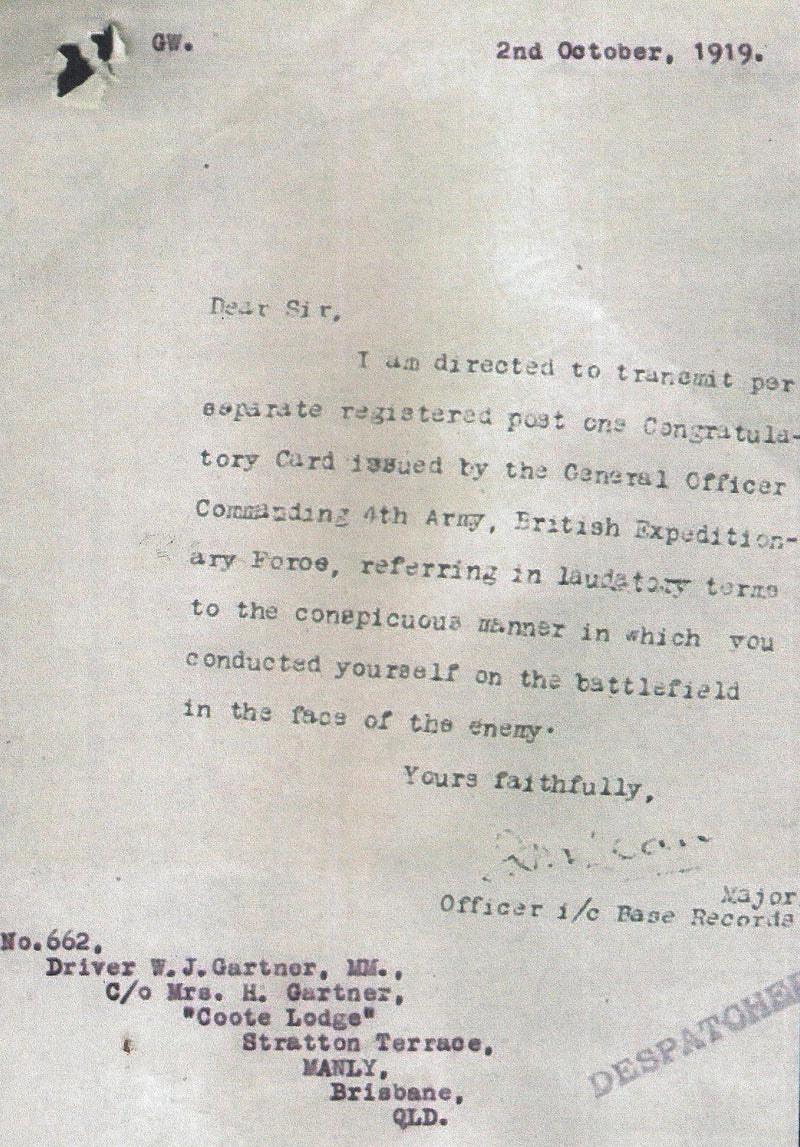 GW.
2nd October, 1919.
Dear Sir,
I am directed to transmit per
separate registered post one Congratula-
tory Card issued by the General Officer
Commanding 4th Army, British Expedition-
ary Force, referring in laudatory terms
to the conspicuous manner in which you
conducted yourself on the battlefield
in the face of the enemy.
Yours faithfully,
Major
Officer i/c Base Records
No.662,
Driver W.J.Gartner, MM.,
C/o Mrs. H. Gartner,
"Coote Lodge"
Stratton Terrace,
MANLY,
Brisbane,
QLD.
DESPATCHED